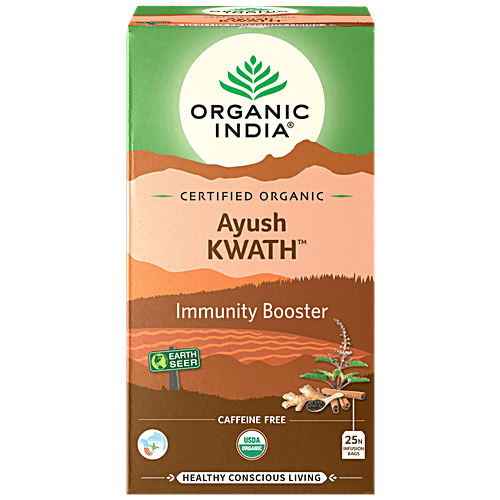 ORGANIC
INDIA®
CERTIFIED ORGANIC
Ayush
KWATH™
Immunity Booster
EARTH
SEER
CAFFEINE FREE
USDA
ORGANIC
25N
INFUSION
BAGS
HEALTHY CONSCIOUS LIVING